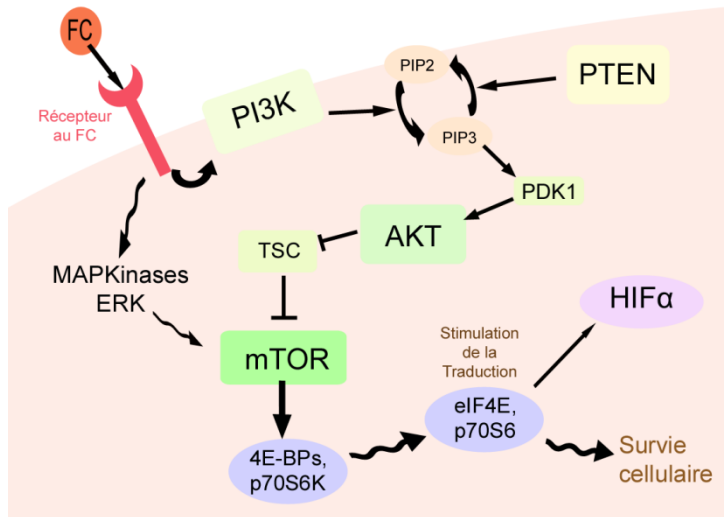 FC
Récepteur
au FC
PI3K
PIP2
PIP3
PTEN
PDK1
AKT
TSC
MAPKinases
ERK
mTOR
4E-BPs,
p70S6K
Stimulation
de la
Traduction
eIF4E,
p70S6
HIFα
Survie
cellulaire